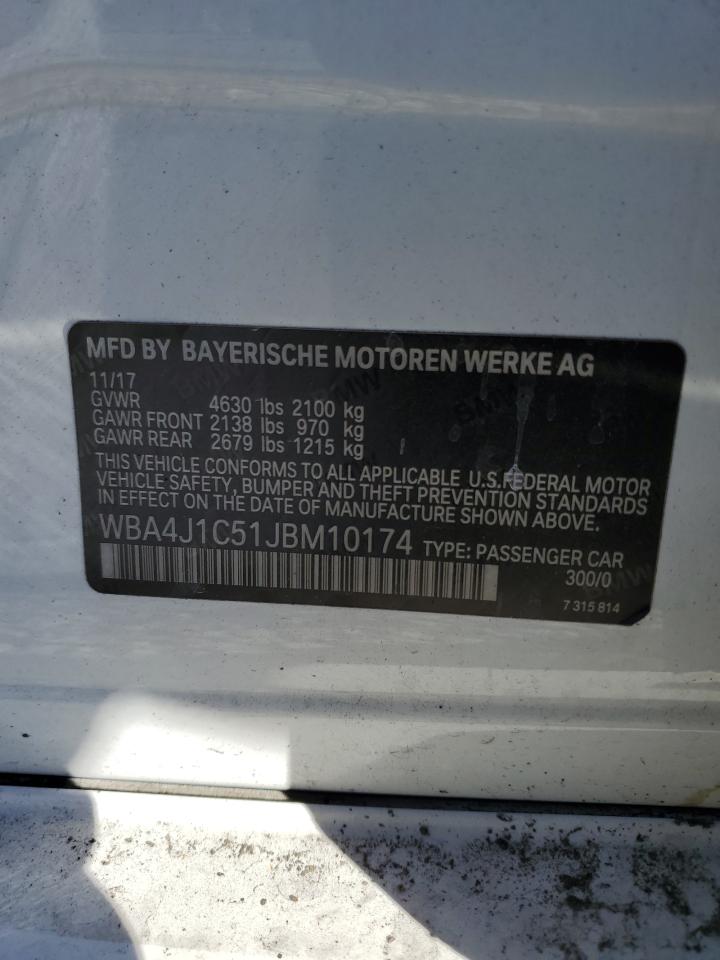 MFD BY BAYERISCHE MOTOREN WERKE AG
11/17
GVWR 4630 lbs 2100 kg
GAWR FRONT 2138 lbs 970 kg
GAWR REAR 2679 lbs 1215 kg
THIS VEHICLE CONFORMS TO ALL APPLICABLE U.S.FEDERAL MOTOR
VEHICLE SAFETY, BUMPER AND THEFT PREVENTION STANDARDS
IN EFFECT ON THE DATE OF MANUFACTURE SHOWN ABOVE.
WBA4J1C51JBM10174 TYPE: PASSENGER CAR
300/0
7 315 814